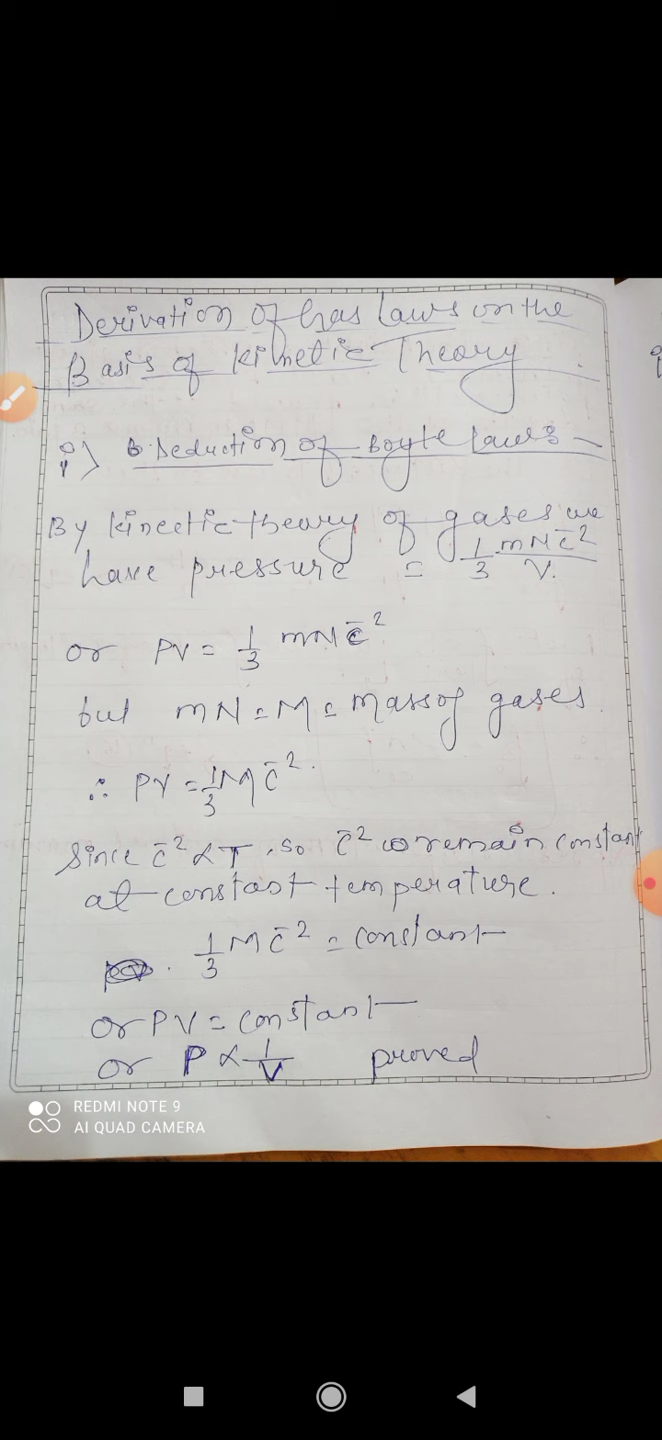 Derivation of Gas Laws on the
Basis of Kinetic Theory
i) Deduction of Boyle Laws -
By Kinectic theory of gases we
have pressure = 1/3 mNc̄²/V.
or PV = 1/3 mNc̄²
but mN = M = Mass of gases
∴ PV = 1/3 Mc̄².
Since c̄² ∝ T, so c̄² remain constant
at constant temperature.
1/3 Mc̄² = constant
or PV = constant
or P ∝ 1/V proved
REDMI NOTE 9
AI QUAD CAMERA